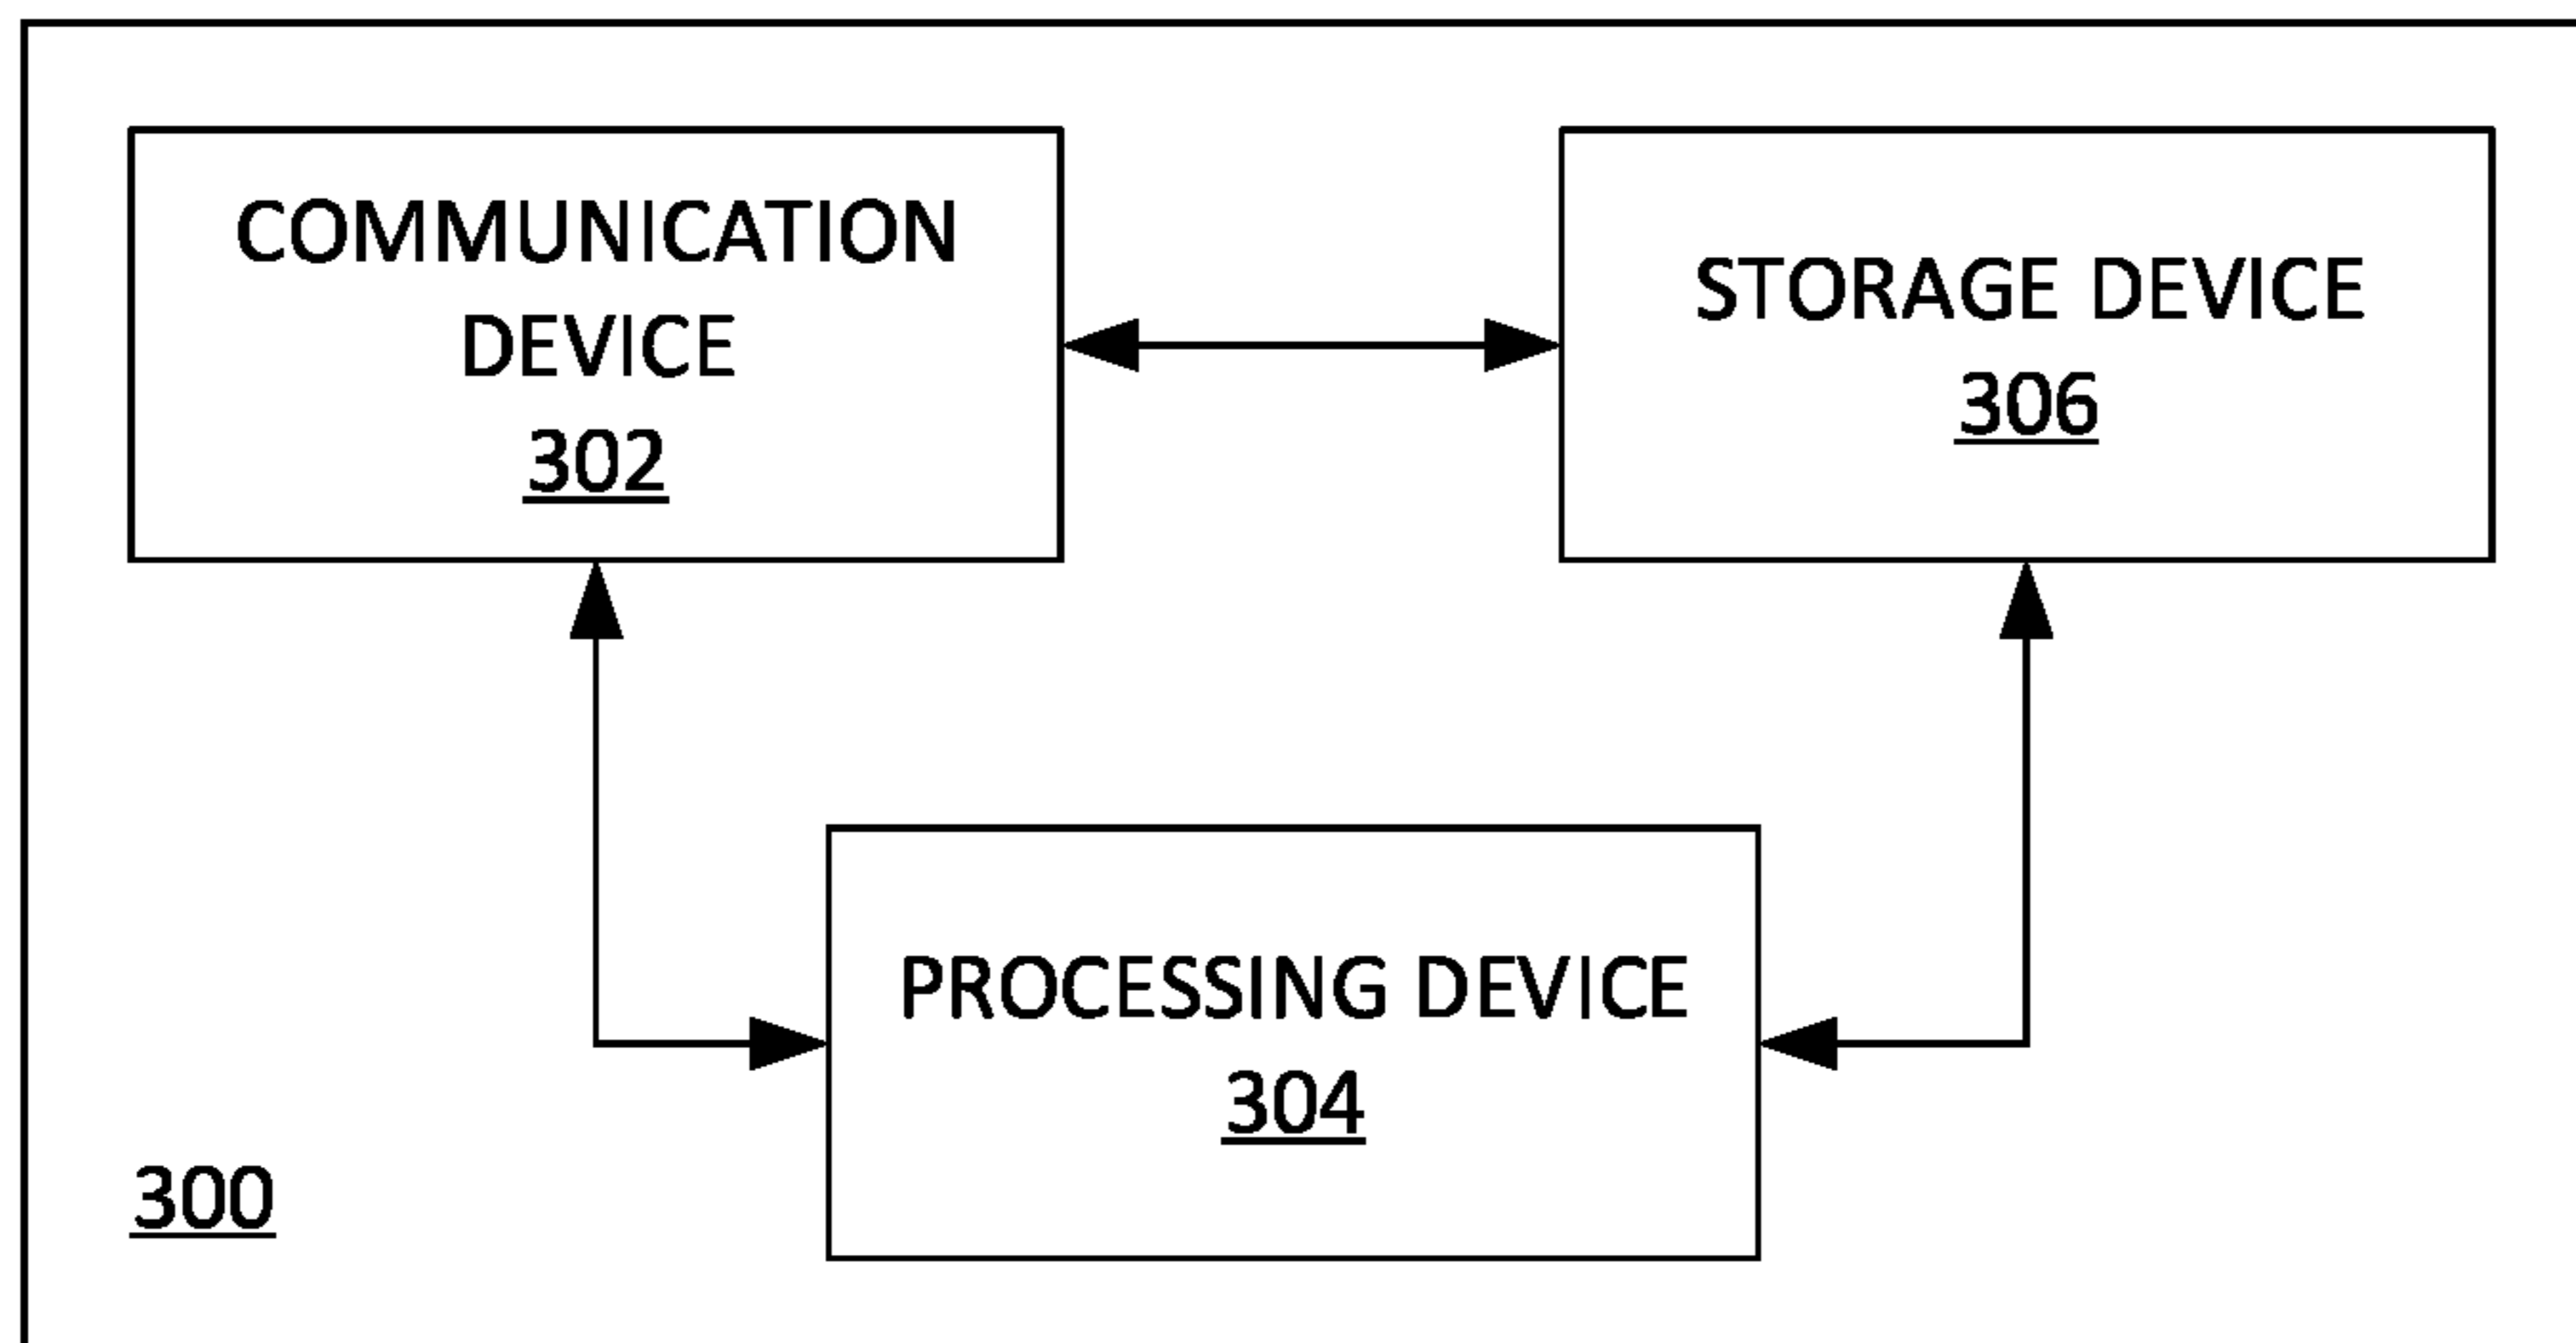 COMMUNICATION
DEVICE
302
STORAGE DEVICE
306
PROCESSING DEVICE
304
300